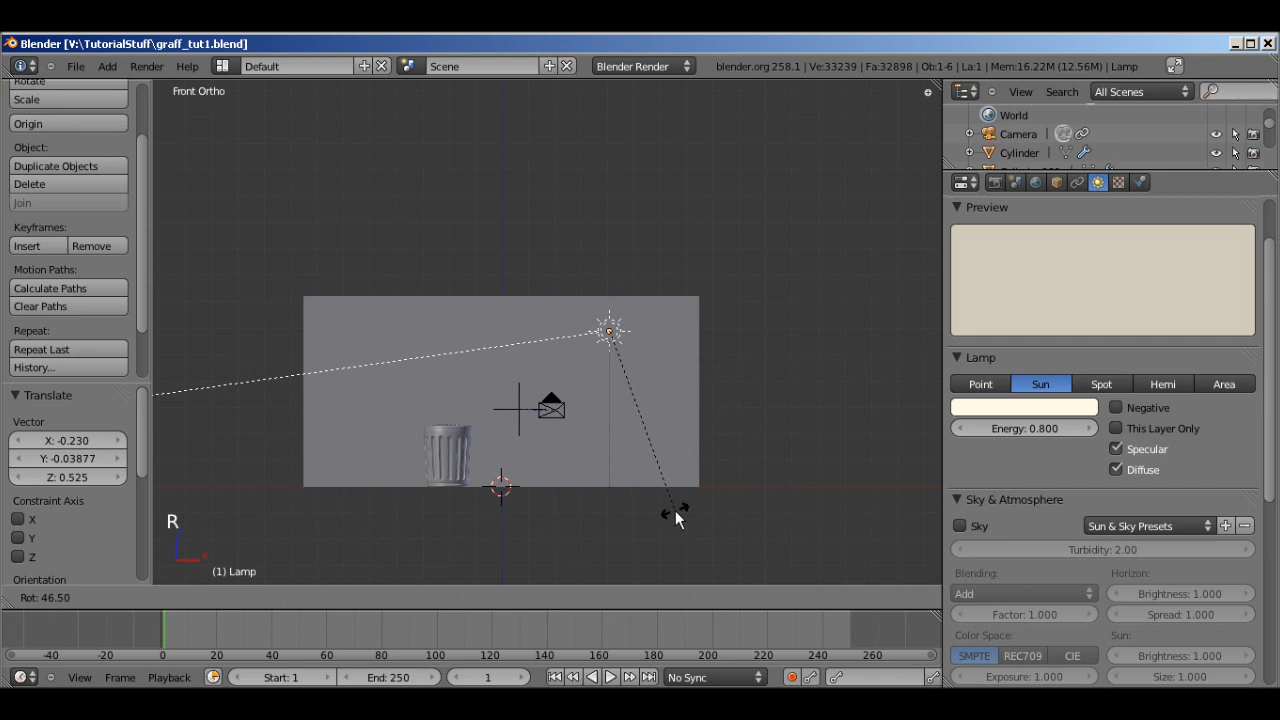 Blender [V:\TutorialStuff\graff_tut1.blend]
File Add Render Help Default Scene Blender Render blender.org 258.1 | Ve:33239 | Fa:32898 | Ob:1-6 | La:1 | Mem:16.22M (12.56M) | Lamp
Rotate
Scale
Origin
Object:
Duplicate Objects
Delete
Join
Keyframes:
Insert Remove
Motion Paths:
Calculate Paths
Clear Paths
Repeat:
Repeat Last
History...
Translate
Vector
X: -0.230
Y: -0.03877
Z: 0.525
Constraint Axis
X
Y
Z
Orientation
Front Ortho
R
(1) Lamp
Rot: 46.50
View Search All Scenes
World
Camera
Cylinder
Preview
Lamp
Point Sun Spot Hemi Area
Negative
Energy: 0.800 This Layer Only
Specular
Diffuse
Sky & Atmosphere
Sky Sun & Sky Presets
Turbidity: 2.00
Blending: Horizon:
Add Brightness: 1.000
Factor: 1.000 Spread: 1.000
Color Space: Sun:
SMPTE REC709 CIE Brightness: 1.000
Exposure: 1.000 Size: 1.000
-40 -20 0 20 40 60 80 100 120 140 160 180 200 220 240 260
View Frame Playback Start: 1 End: 250 1 No Sync